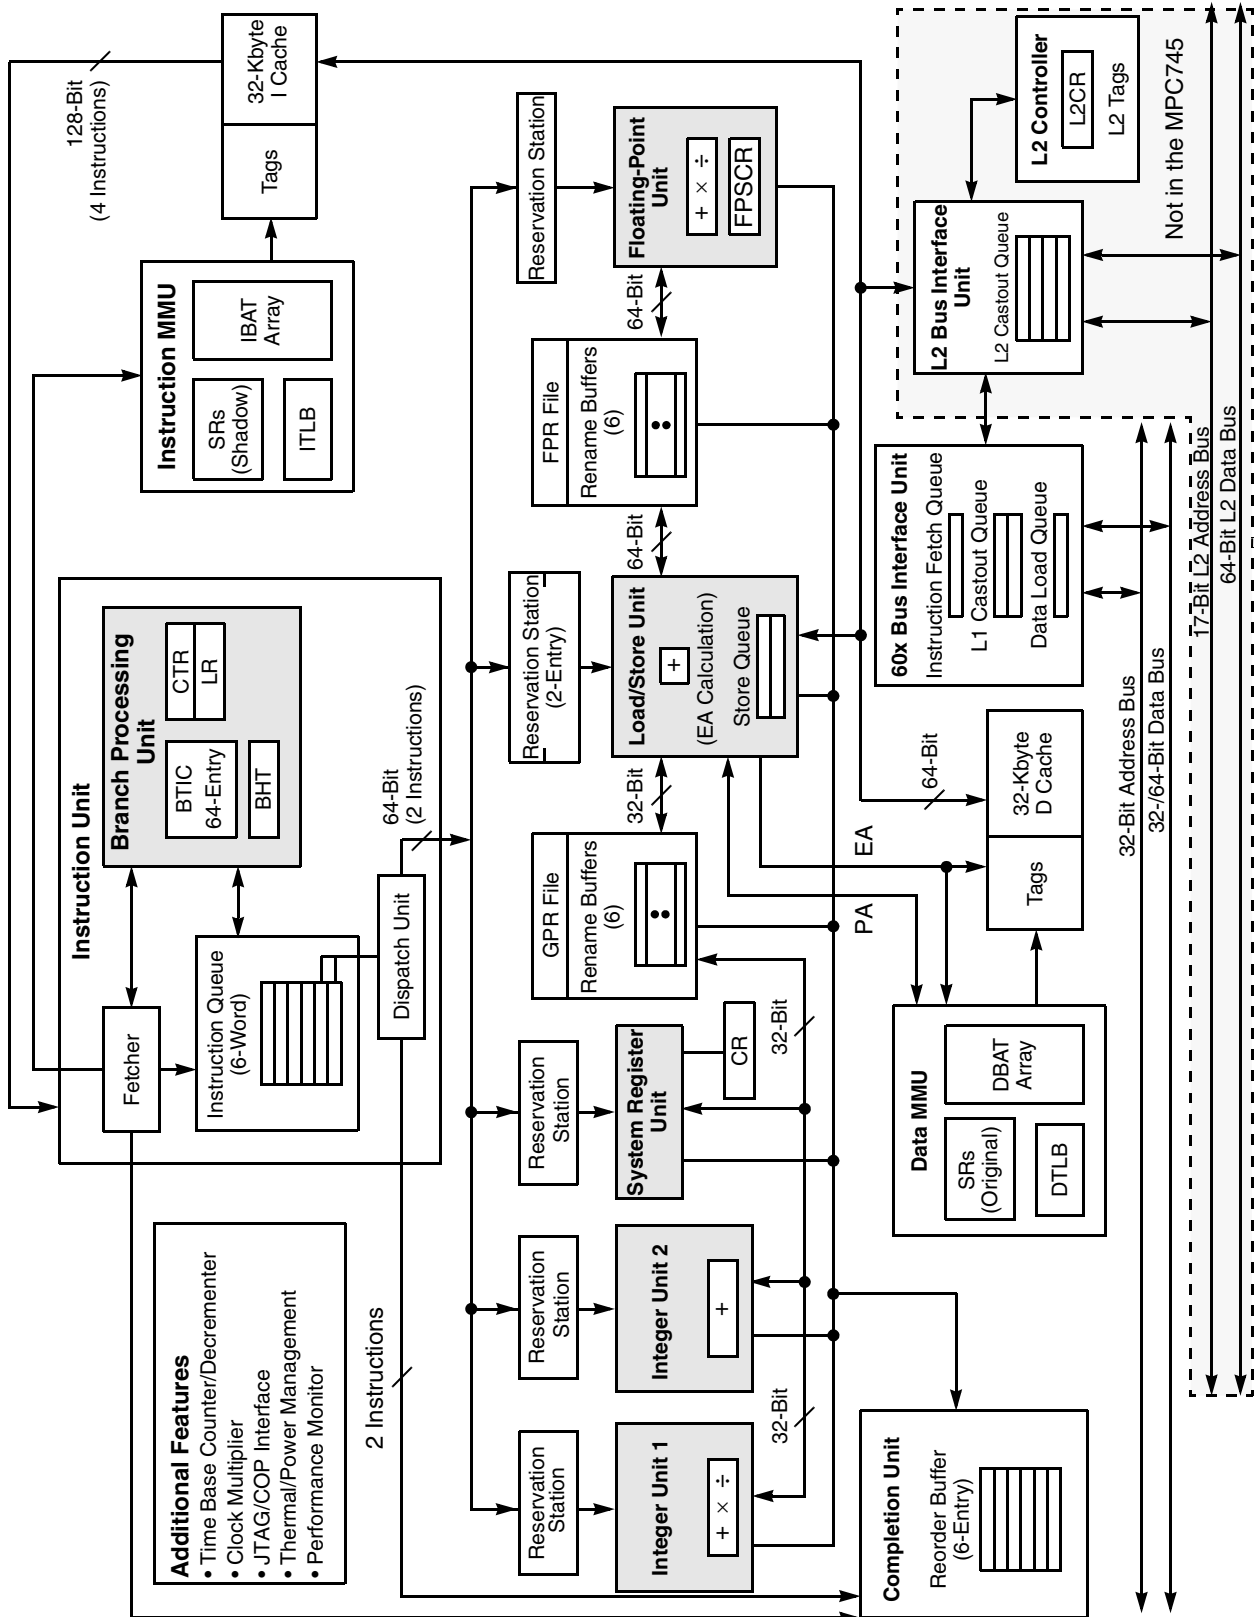 Additional Features
• Time Base Counter/Decrementer
• Clock Multiplier
• JTAG/COP Interface
• Thermal/Power Management
• Performance Monitor
Instruction Unit
Fetcher
Branch Processing
Unit
BTIC
64-Entry
CTR
LR
BHT
Instruction Queue
(6-Word)
Dispatch Unit
64-Bit
(2 Instructions)
2 Instructions
128-Bit
(4 Instructions)
Instruction MMU
SRs
(Shadow)
ITLB
IBAT
Array
Tags
32-Kbyte
I Cache
Reservation
Station
Reservation
Station
Reservation
Station
Reservation Station
(2-Entry)
Reservation Station
Integer Unit 1
+ × ÷
Integer Unit 2
+
System Register
Unit
CR
32-Bit
32-Bit
GPR File
Rename Buffers
(6)
32-Bit
Load/Store Unit
+
(EA Calculation)
Store Queue
64-Bit
FPR File
Rename Buffers
(6)
64-Bit
Floating-Point
Unit
+ × ÷
FPSCR
PA
EA
64-Bit
Completion Unit
Reorder Buffer
(6-Entry)
Data MMU
SRs
(Original)
DTLB
DBAT
Array
Tags
32-Kbyte
D Cache
60x Bus Interface Unit
Instruction Fetch Queue
L1 Castout Queue
Data Load Queue
L2 Bus Interface
Unit
L2 Castout Queue
L2 Controller
L2CR
L2 Tags
Not in the MPC745
32-Bit Address Bus
32-/64-Bit Data Bus
17-Bit L2 Address Bus
64-Bit L2 Data Bus